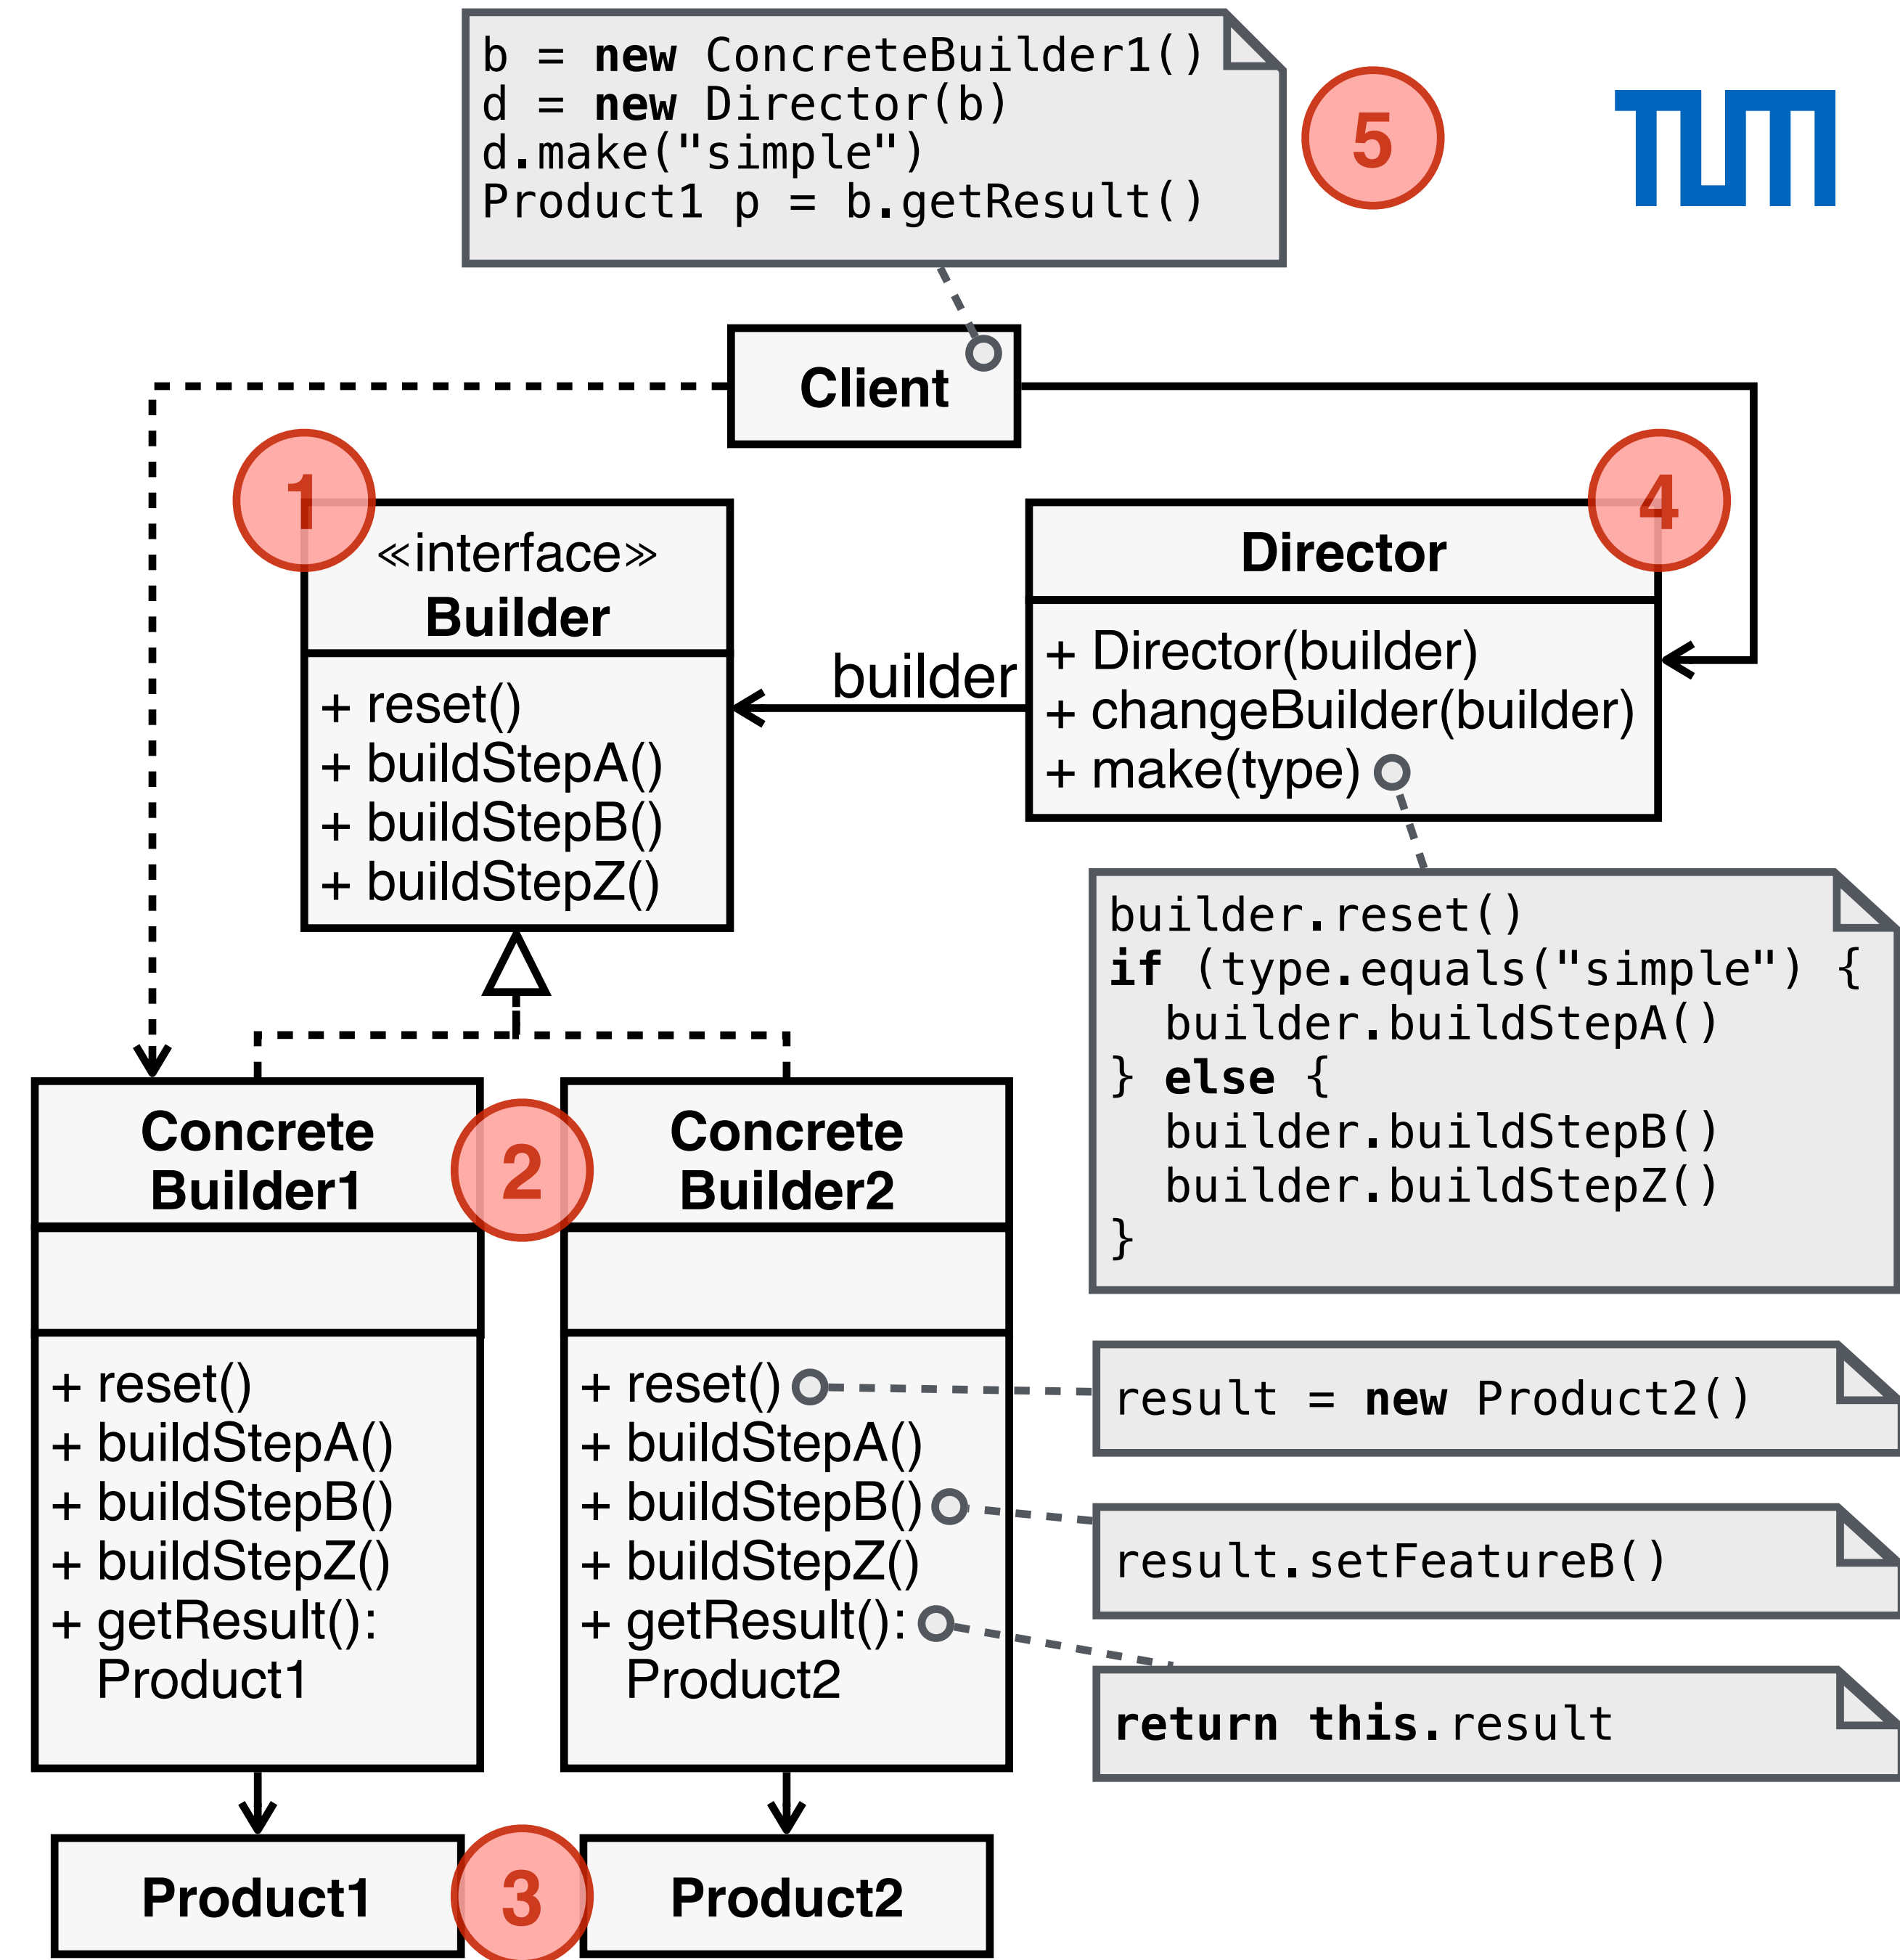 b = new ConcreteBuilder1()
d = new Director(b)
d.make("simple")
Product1 p = b.getResult()
5
TUM
Client
1
«interface»
Builder
+ reset()
+ buildStepA()
+ buildStepB()
+ buildStepZ()
builder
4
Director
+ Director(builder)
+ changeBuilder(builder)
+ make(type)
builder.reset()
if (type.equals("simple") {
  builder.buildStepA()
} else {
  builder.buildStepB()
  builder.buildStepZ()
}
Concrete
Builder1
+ reset()
+ buildStepA()
+ buildStepB()
+ buildStepZ()
+ getResult():
Product1
2
Concrete
Builder2
+ reset()
+ buildStepA()
+ buildStepB()
+ buildStepZ()
+ getResult():
Product2
result = new Product2()
result.setFeatureB()
return this.result
Product1
3
Product2